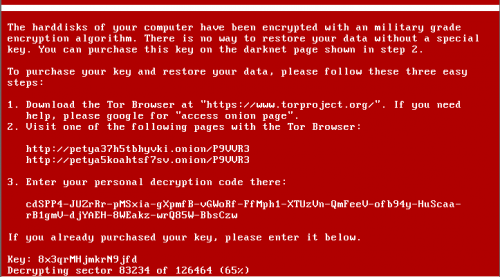 The harddisks of your computer have been encrypted with an military grade
encryption algorithm. There is no way to restore your data without a special
key. You can purchase this key on the darknet page shown in step 2.
To purchase your key and restore your data, please follow these three easy
steps:
1. Download the Tor Browser at "https://www.torproject.org/". If you need
help, please google for "access onion page".
2. Visit one of the following pages with the Tor Browser:
http://petya37h5tbhyvki.onion/P9VVR3
http://petya5koahtsf7sv.onion/P9VVR3
3. Enter your personal decryption code there:
cdSPP4-JUZrRr-pMSxia-gXpmfB-vGWoRf-FfMph1-XTUzVn-QmFeeV-ofb94y-HuScaa-
rB1gmV-djYAEH-8WEakz-wrQ85W-BbsCzw
If you already purchased your key, please enter it below.
Key: 8x3qrMHjmkrN9jfd
Decrypting sector 83234 of 126464 (65%)